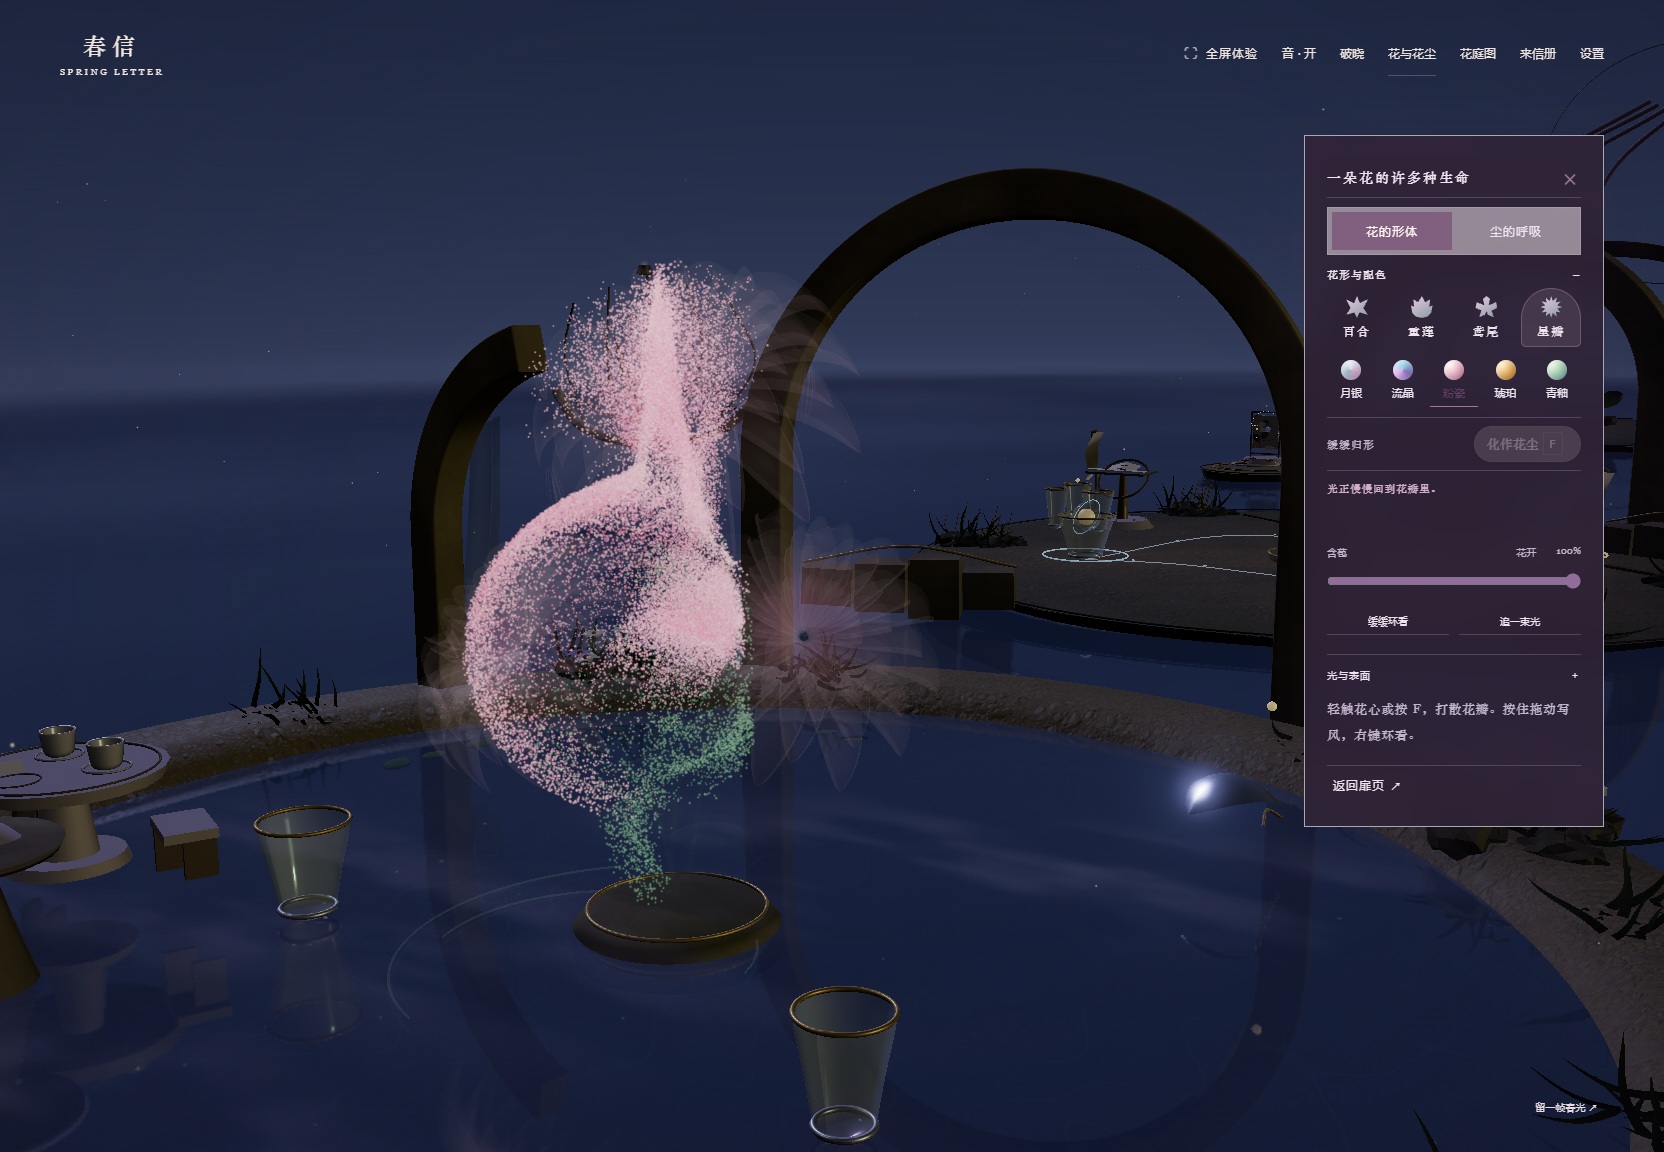 春信
SPRING LETTER
全屏体验 音·开 破晓 花与花尘 花庭图 来信册 设置
一朵花的许多种生命
花的形体 尘的呼吸
花形与配色
百合 重莲 鸢尾 星瓣
月银 流晶 粉瓷 琥珀 青釉
缓缓归形 化作花尘 F
光正慢慢回到花瓣里。
含苞 花开 100%
缓缓环看 追一束光
光与表面 +
轻触花心或按 F，打散花瓣。按住拖动写
风，右键环看。
返回扉页 ↗
留一帧春光 ↗